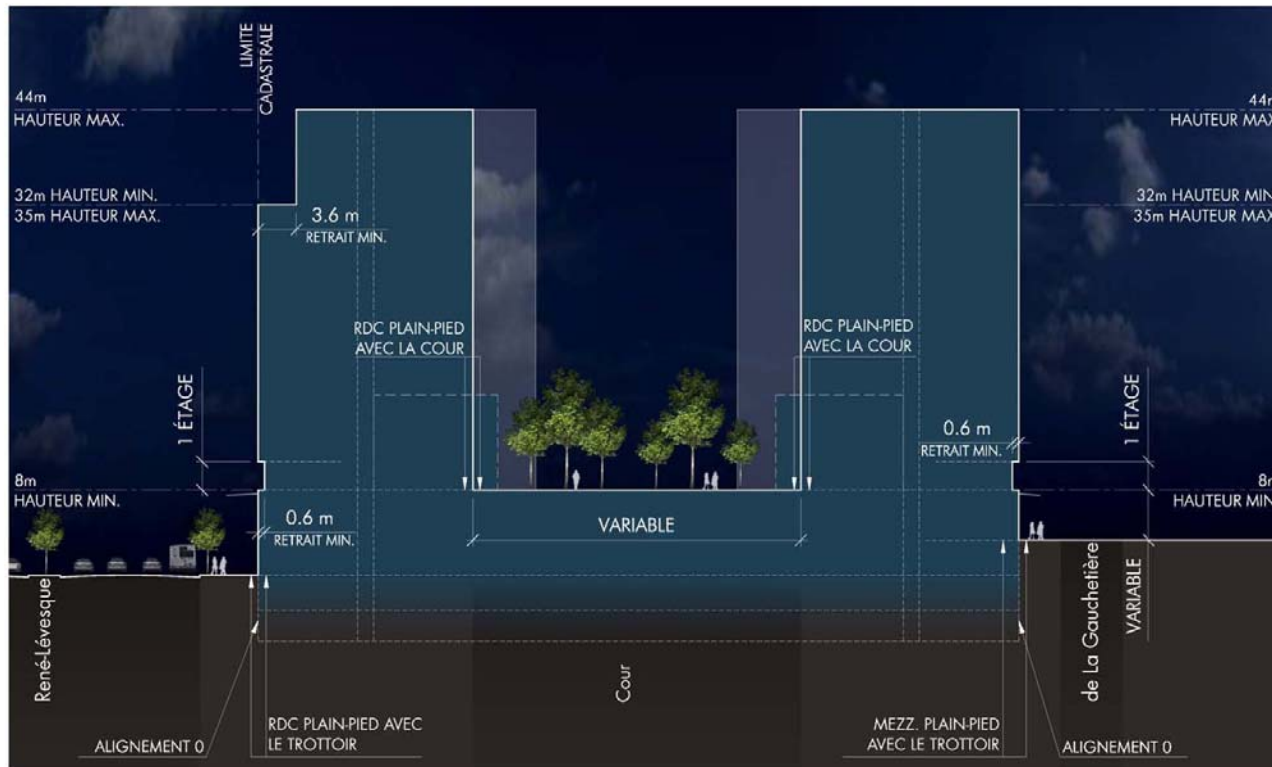 LIMITE
CADASTRALE
44m
HAUTEUR MAX.
44m
HAUTEUR MAX
32m HAUTEUR MIN.
35m HAUTEUR MAX.
3.6 m
RETRAIT MIN.
32m HAUTEUR MIN
35m HAUTEUR MAX
RDC PLAIN-PIED
AVEC LA COUR
RDC PLAIN-PIED
AVEC LA COUR
1 ÉTAGE
0.6 m
RETRAIT MIN.
1 ÉTAGE
8m
HAUTEUR MIN.
8m
HAUTEUR MIN
0.6 m
RETRAIT MIN.
VARIABLE
René-Lévesque
Cour
de La Gauchetière
VARIABLE
ALIGNEMENT 0
RDC PLAIN-PIED AVEC
LE TROTTOIR
MEZZ. PLAIN-PIED
AVEC LE TROTTOIR
ALIGNEMENT 0